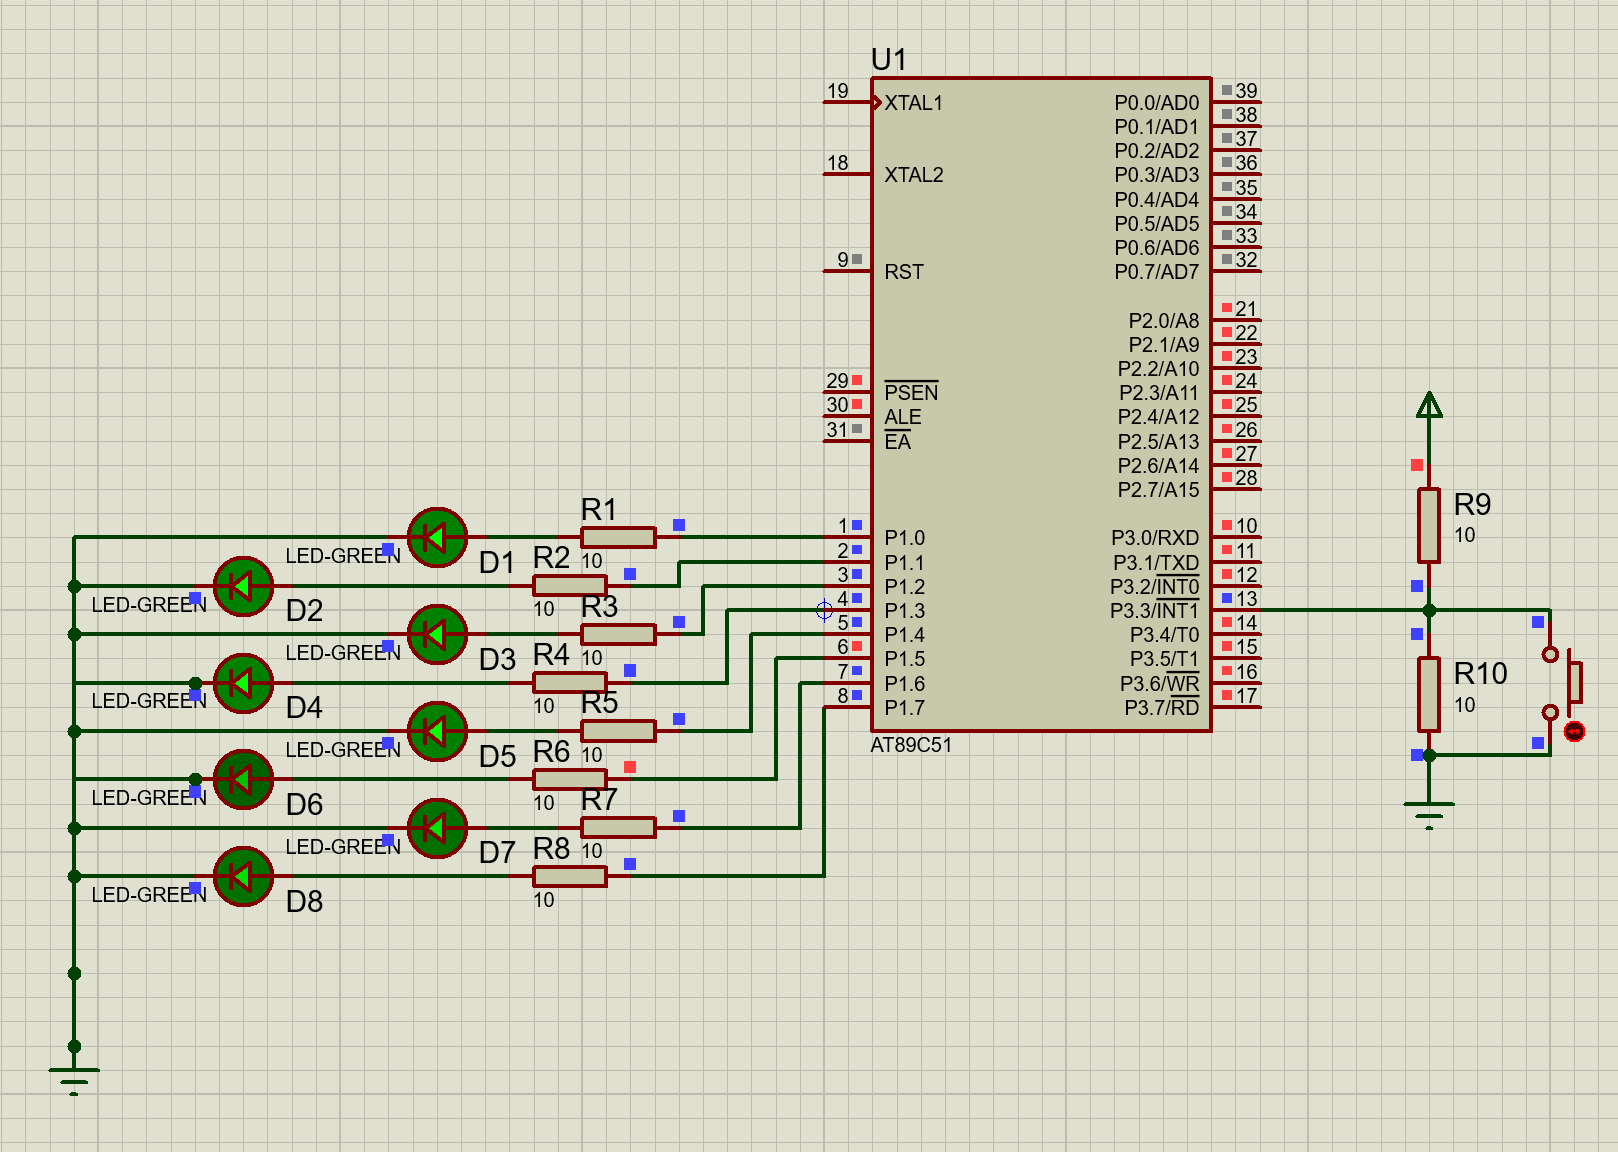 U1
19 XTAL1
18 XTAL2
9 RST
29 PSEN
30 ALE
31 EA
1 P1.0
2 P1.1
3 P1.2
4 P1.3
5 P1.4
6 P1.5
7 P1.6
8 P1.7
P0.0/AD0 39
P0.1/AD1 38
P0.2/AD2 37
P0.3/AD3 36
P0.4/AD4 35
P0.5/AD5 34
P0.6/AD6 33
P0.7/AD7 32
P2.0/A8 21
P2.1/A9 22
P2.2/A10 23
P2.3/A11 24
P2.4/A12 25
P2.5/A13 26
P2.6/A14 27
P2.7/A15 28
P3.0/RXD 10
P3.1/TXD 11
P3.2/INT0 12
P3.3/INT1 13
P3.4/T0 14
P3.5/T1 15
P3.6/WR 16
P3.7/RD 17
AT89C51
R1
10
LED-GREEN
D1
R2
10
LED-GREEN
D2
R3
10
LED-GREEN
D3
R4
10
LED-GREEN
D4
R5
10
LED-GREEN
D5
R6
10
LED-GREEN
D6
R7
10
LED-GREEN
D7
R8
10
LED-GREEN
D8
R9
10
R10
10